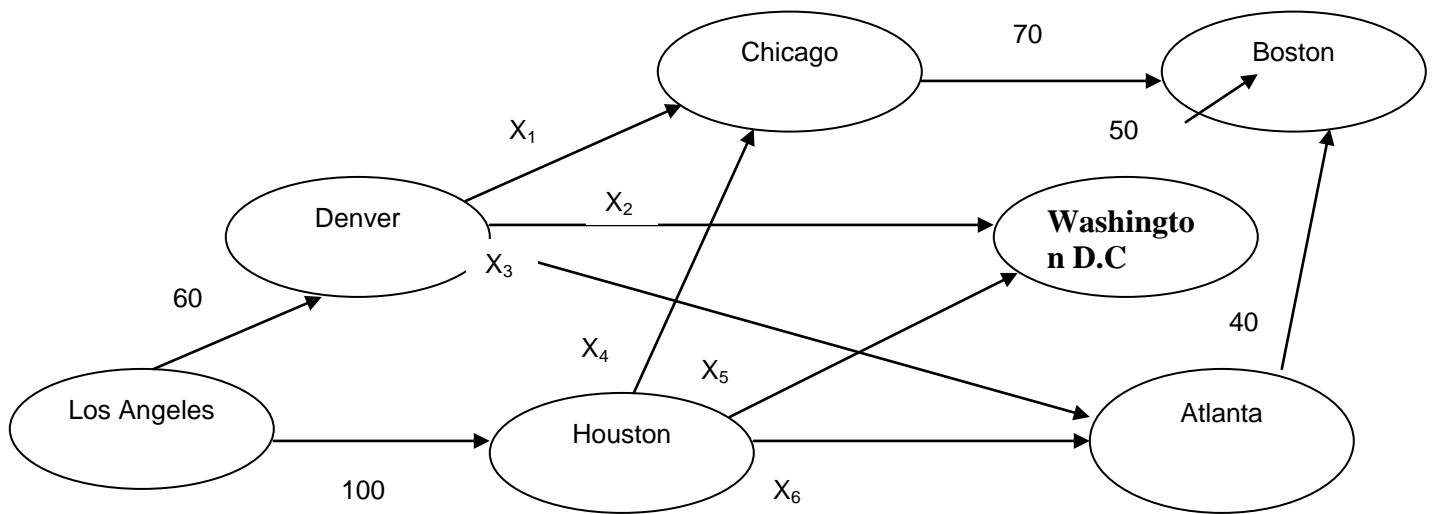 70
Chicago
Boston
X₁
50
Denver
X₂
Washingto
n D.C
X₃
60
40
X₄
X₅
Los Angeles
Houston
Atlanta
100
X₆